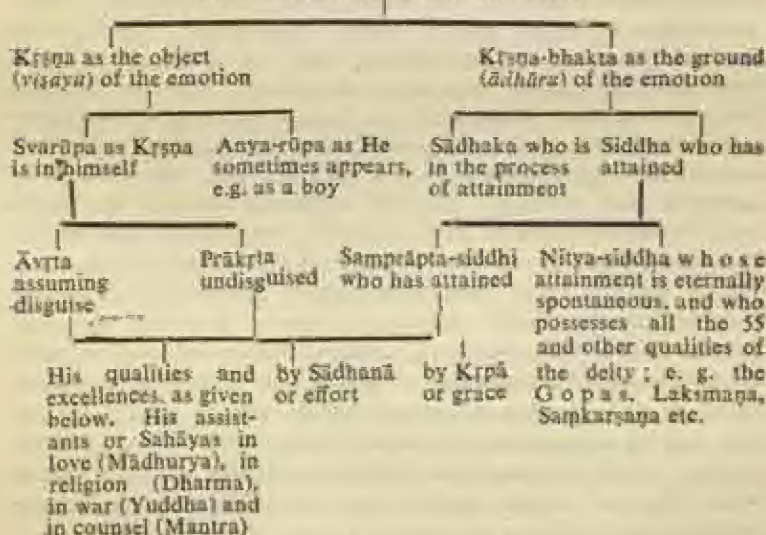 Kṛṣṇa as the object
(viṣaya) of the emotion
Kṛṣṇa-bhakta as the ground
(ādhāra) of the emotion
Svarūpa as Kṛṣṇa
is in himself
Anya-rūpa as He
sometimes appears,
e.g. as a boy
Sādhaka who is
in the process
of attainment
Siddha who has
attained
Āvṛta
assuming
disguise
Prākṛta
undisguised
Samprāpta-siddhi
who has attained
Nitya-siddha whose
attainment is eternally
spontaneous, and who
possesses all the 55
and other qualities of
the deity; e. g. the
Gopas, Lakṣmaṇa,
Saṃkarṣaṇa etc.
His qualities and
excellences, as given
below. His assist-
ants or Sahāyas in
love (Mādhurya), in
religion (Dharma),
in war (Yuddha) and
in counsel (Mantra)
by Sādhanā
or effort
by Kṛpā
or grace